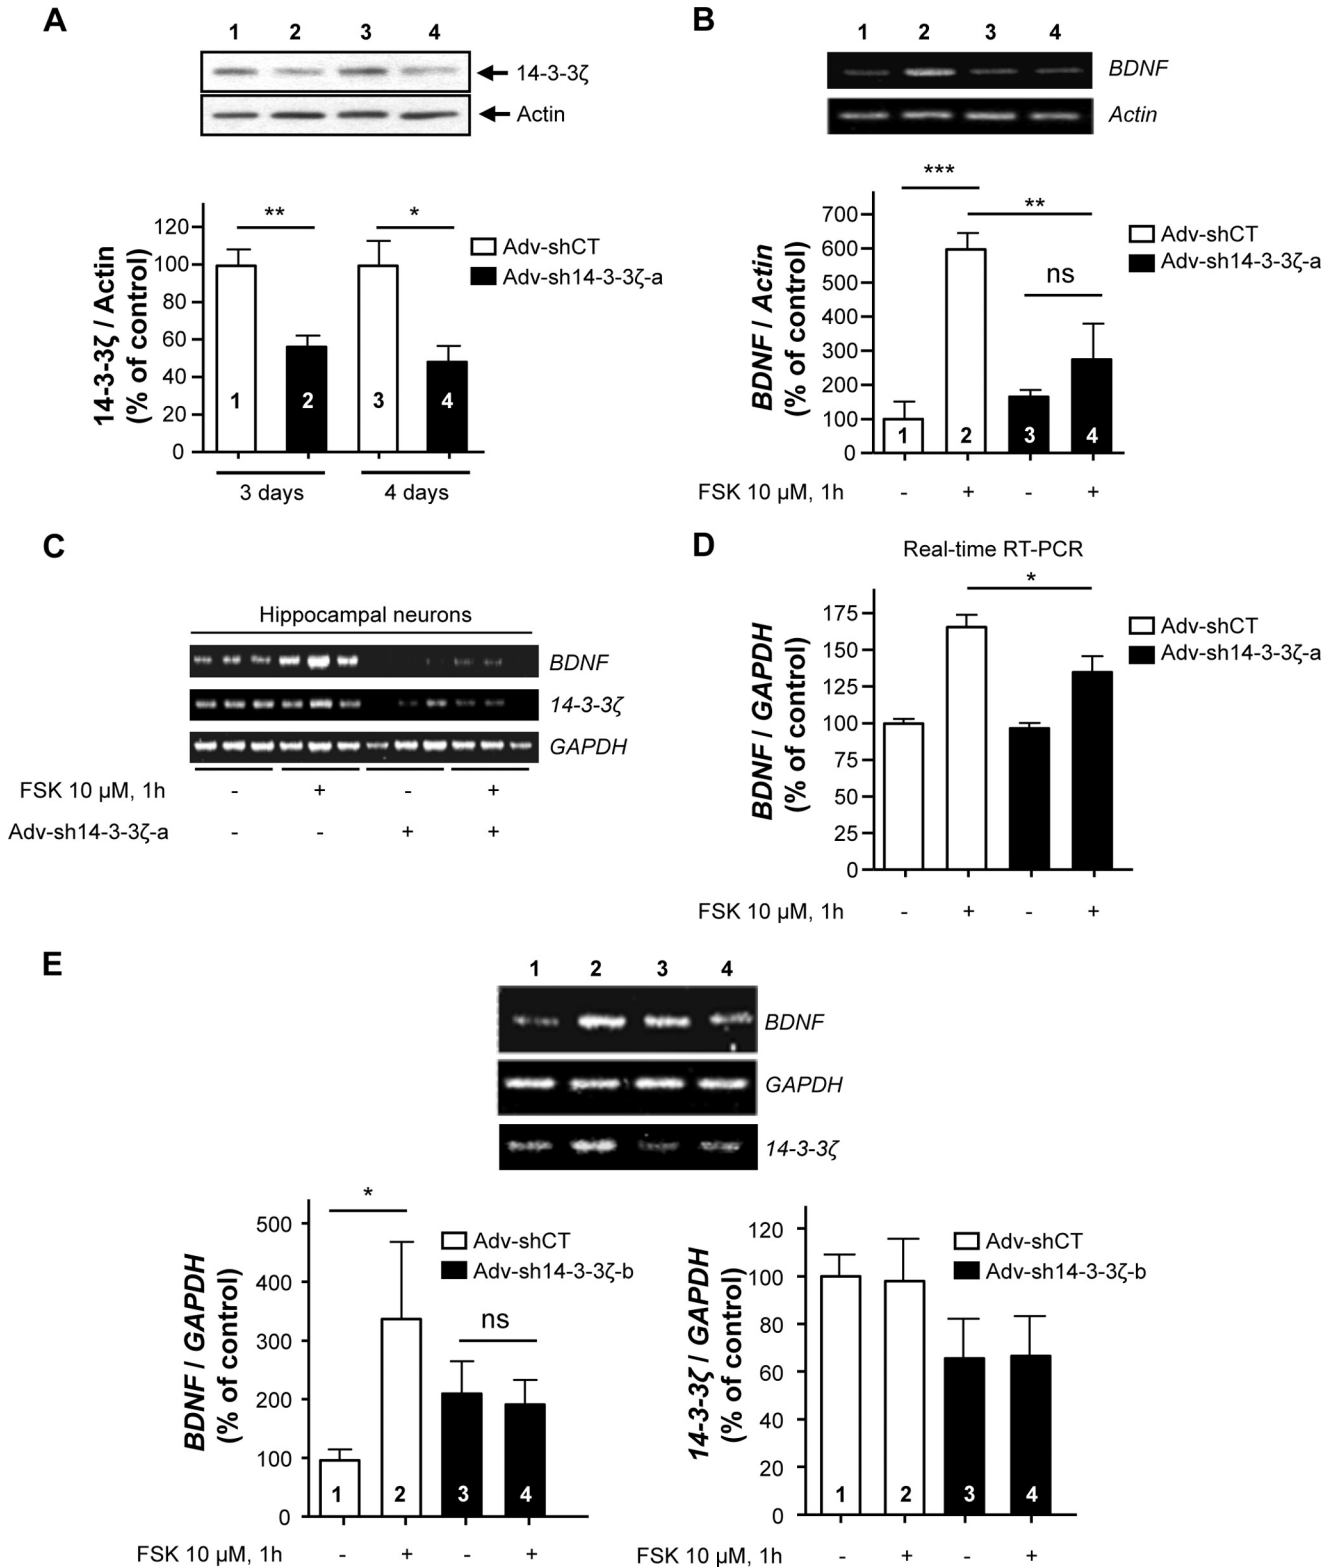 A
1 2 3 4
14-3-3ζ
Actin
14-3-3ζ / Actin
(% of control)
120
100
80
60
40
20
0
** *
1 2 3 4
3 days 4 days
Adv-shCT
Adv-sh14-3-3ζ-a
B
1 2 3 4
BDNF
Actin
BDNF / Actin
(% of control)
700
600
500
400
300
200
100
0
***
**
ns
1 2 3 4
FSK 10 µM, 1h - + - +
Adv-shCT
Adv-sh14-3-3ζ-a
C
Hippocampal neurons
BDNF
14-3-3ζ
GAPDH
FSK 10 µM, 1h - + - +
Adv-sh14-3-3ζ-a - - + +
D
Real-time RT-PCR
BDNF / GAPDH
(% of control)
175
150
125
100
75
50
25
0
*
FSK 10 µM, 1h - + - +
Adv-shCT
Adv-sh14-3-3ζ-a
E
1 2 3 4
BDNF
GAPDH
14-3-3ζ
BDNF / GAPDH
(% of control)
500
400
300
200
100
0
*
ns
1 2 3 4
FSK 10 µM, 1h - + - +
Adv-shCT
Adv-sh14-3-3ζ-b
14-3-3ζ / GAPDH
(% of control)
120
100
80
60
40
20
0
1 2 3 4
FSK 10 µM, 1h - + - +
Adv-shCT
Adv-sh14-3-3ζ-b